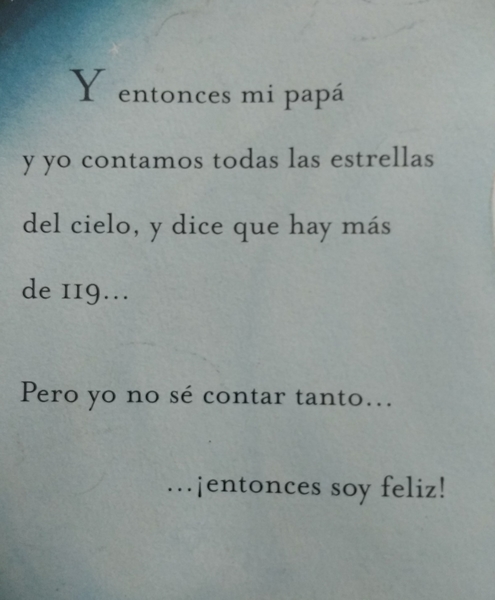 Y entonces mi papá
y yo contamos todas las estrellas
del cielo, y dice que hay más
de 119...
Pero yo no sé contar tanto...
...¡entonces soy feliz!